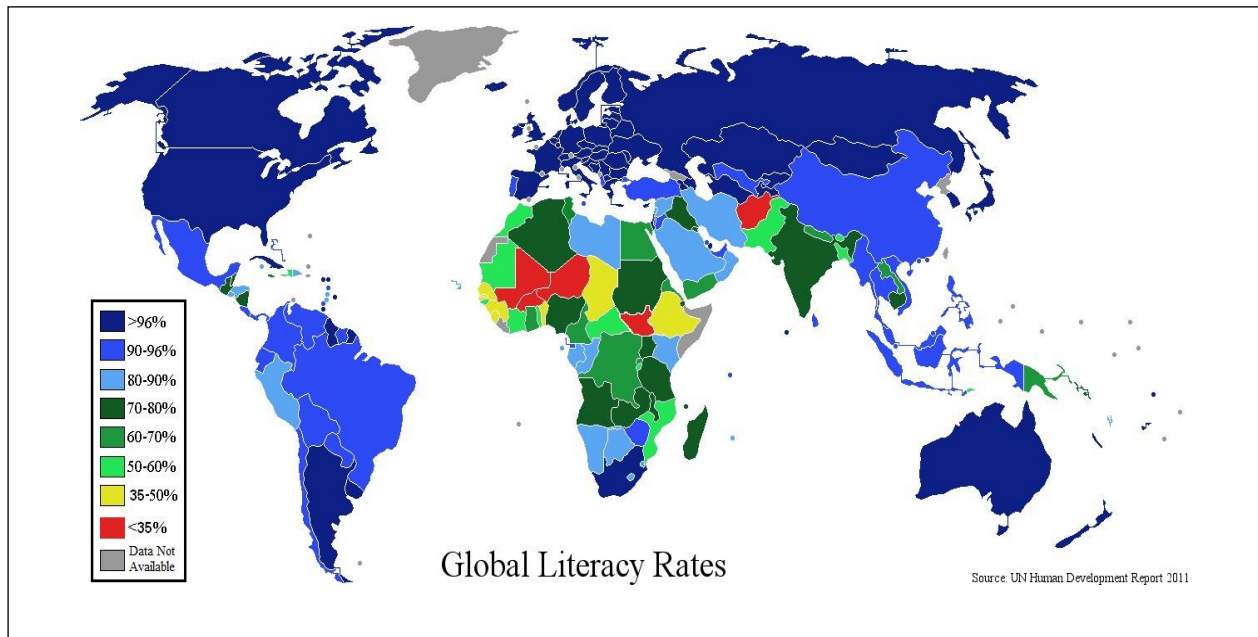 >96%
90-96%
80-90%
70-80%
60-70%
50-60%
35-50%
<35%
Data Not
Available
Global Literacy Rates
Source: UN Human Development Report 2011